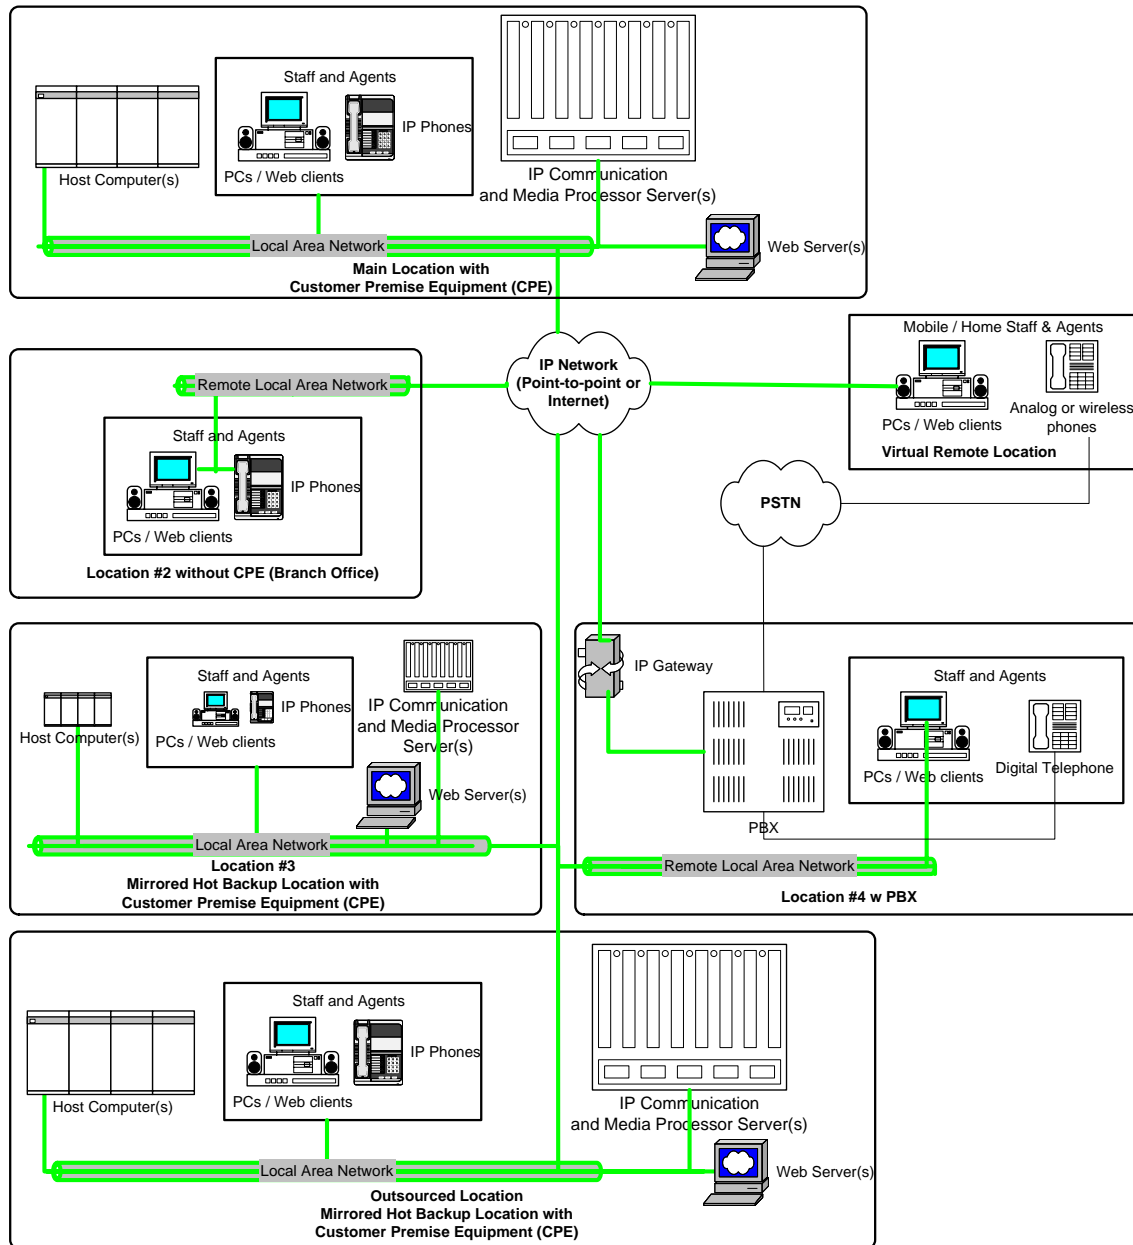 Staff and Agents
IP Phones
PCs / Web clients
Host Computer(s)
IP Communication
and Media Processor Server(s)
Local Area Network
Web Server(s)
Main Location with
Customer Premise Equipment (CPE)
IP Network
(Point-to-point or
Internet)
Mobile / Home Staff & Agents
PCs / Web clients
Analog or wireless
phones
Virtual Remote Location
Remote Local Area Network
Staff and Agents
IP Phones
PCs / Web clients
Location #2 without CPE (Branch Office)
PSTN
Staff and Agents
IP Phones
PCs / Web clients
Host Computer(s)
IP Communication
and Media Processor
Server(s)
Web Server(s)
Local Area Network
Location #3
Mirrored Hot Backup Location with
Customer Premise Equipment (CPE)
IP Gateway
Staff and Agents
PCs / Web clients
Digital Telephone
PBX
Remote Local Area Network
Location #4 w PBX
Staff and Agents
IP Phones
PCs / Web clients
Host Computer(s)
IP Communication
and Media Processor Server(s)
Local Area Network
Web Server(s)
Outsourced Location
Mirrored Hot Backup Location with
Customer Premise Equipment (CPE)